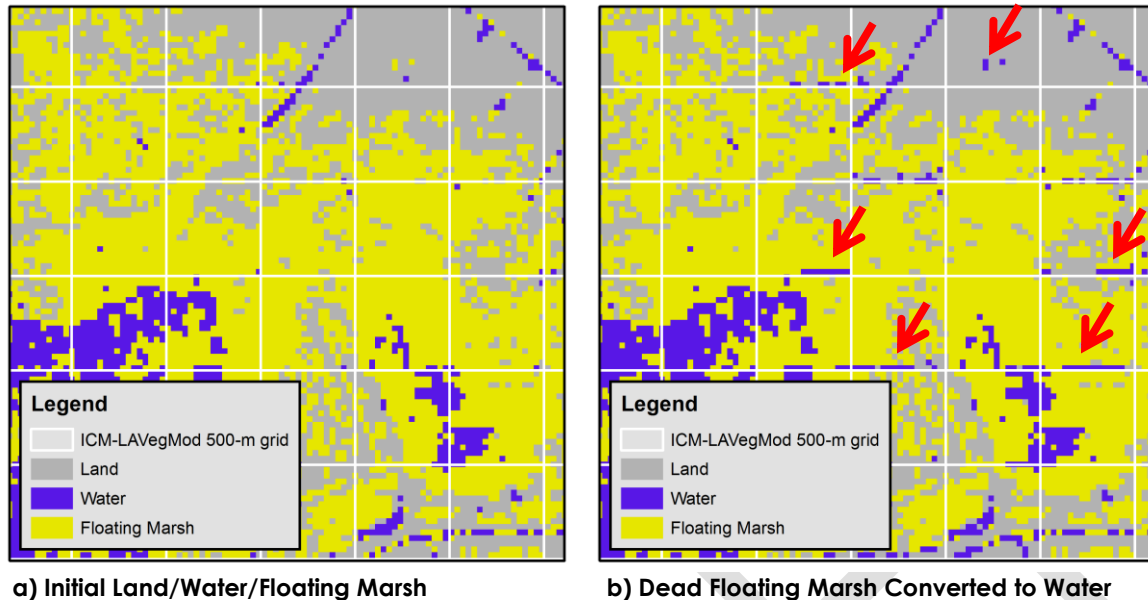 Legend
ICM-LAVegMod 500-m grid
Land
Water
Floating Marsh
a) Initial Land/Water/Floating Marsh
Legend
ICM-LAVegMod 500-m grid
Land
Water
Floating Marsh
b) Dead Floating Marsh Converted to Water